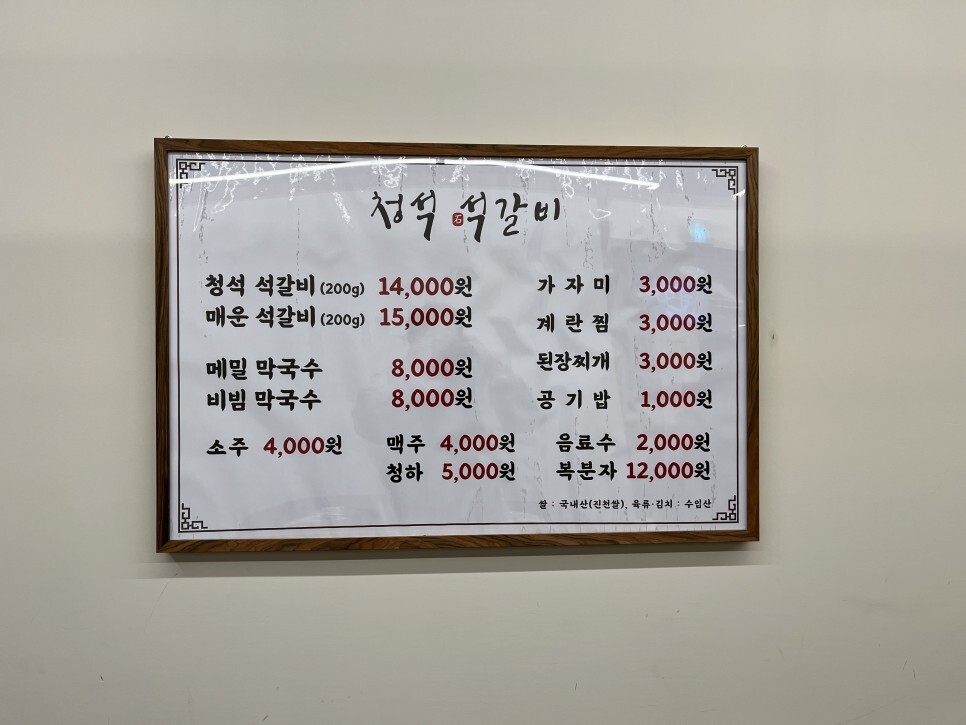 청석 石 석갈비
청석 석갈비 (200g) 14,000원
매운 석갈비 (200g) 15,000원
메밀 막국수 8,000원
비빔 막국수 8,000원
가자미 3,000원
계란찜 3,000원
된장찌개 3,000원
공기밥 1,000원
소주 4,000원 맥주 4,000원 음료수 2,000원
청하 5,000원 복분자 12,000원
쌀 : 국내산(진천쌀), 육류·김치 : 수입산